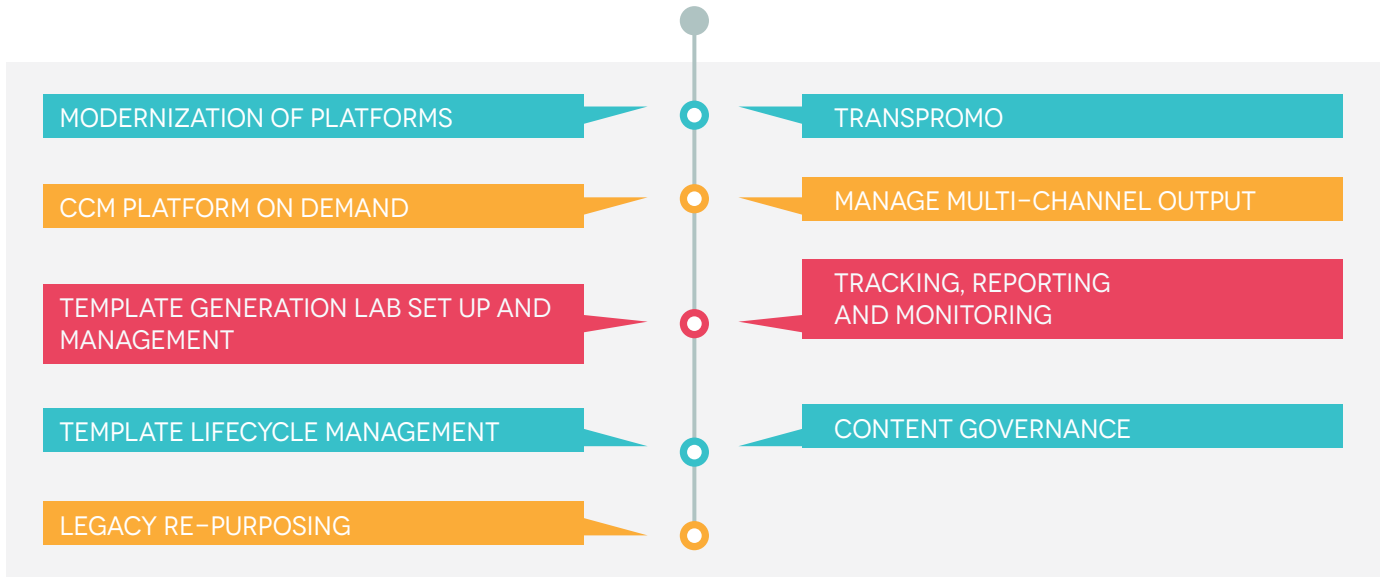 MODERNIZATION OF PLATFORMS
TRANSPROMO
CCM PLATFORM ON DEMAND
MANAGE MULTI-CHANNEL OUTPUT
TEMPLATE GENERATION LAB SET UP AND
MANAGEMENT
TRACKING, REPORTING
AND MONITORING
TEMPLATE LIFECYCLE MANAGEMENT
CONTENT GOVERNANCE
LEGACY RE-PURPOSING